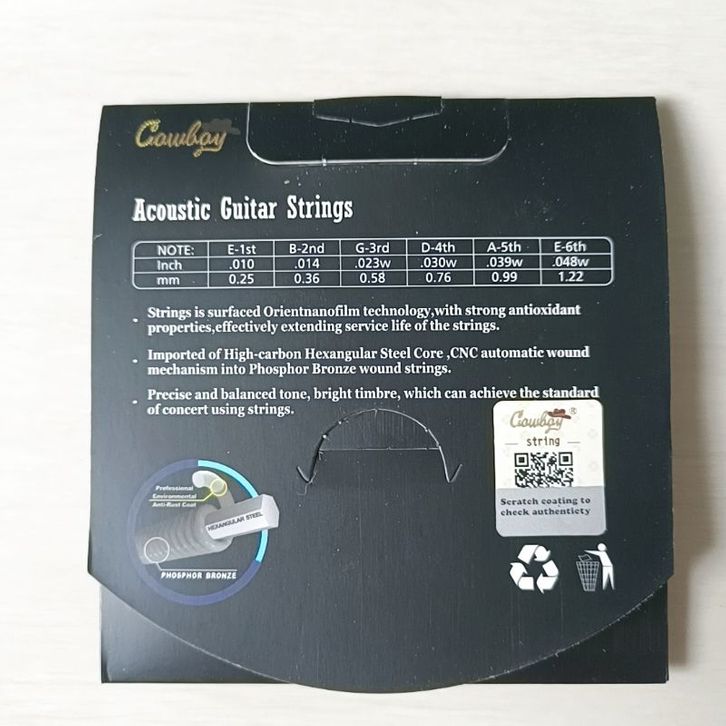 Cowboy
Acoustic Guitar Strings
NOTE: E-1st B-2nd G-3rd D-4th A-5th E-6th
Inch .010 .014 .023w .030w .039w .048w
mm 0.25 0.36 0.58 0.76 0.99 1.22
Strings is surfaced Orientnanofilm technology,with strong antioxidant
properties,effectively extending service life of the strings.
Imported of High-carbon Hexangular Steel Core ,CNC automatic wound
mechanism into Phosphor Bronze wound strings.
Precise and balanced tone, bright timbre, which can achieve the standard
of concert using strings.
Cowboy ®
string
Scratch coating to
check authenticty
Professional
Environmental
Anti-Rust Coat
HEXANGULAR STEEL
PHOSPHOR BRONZE